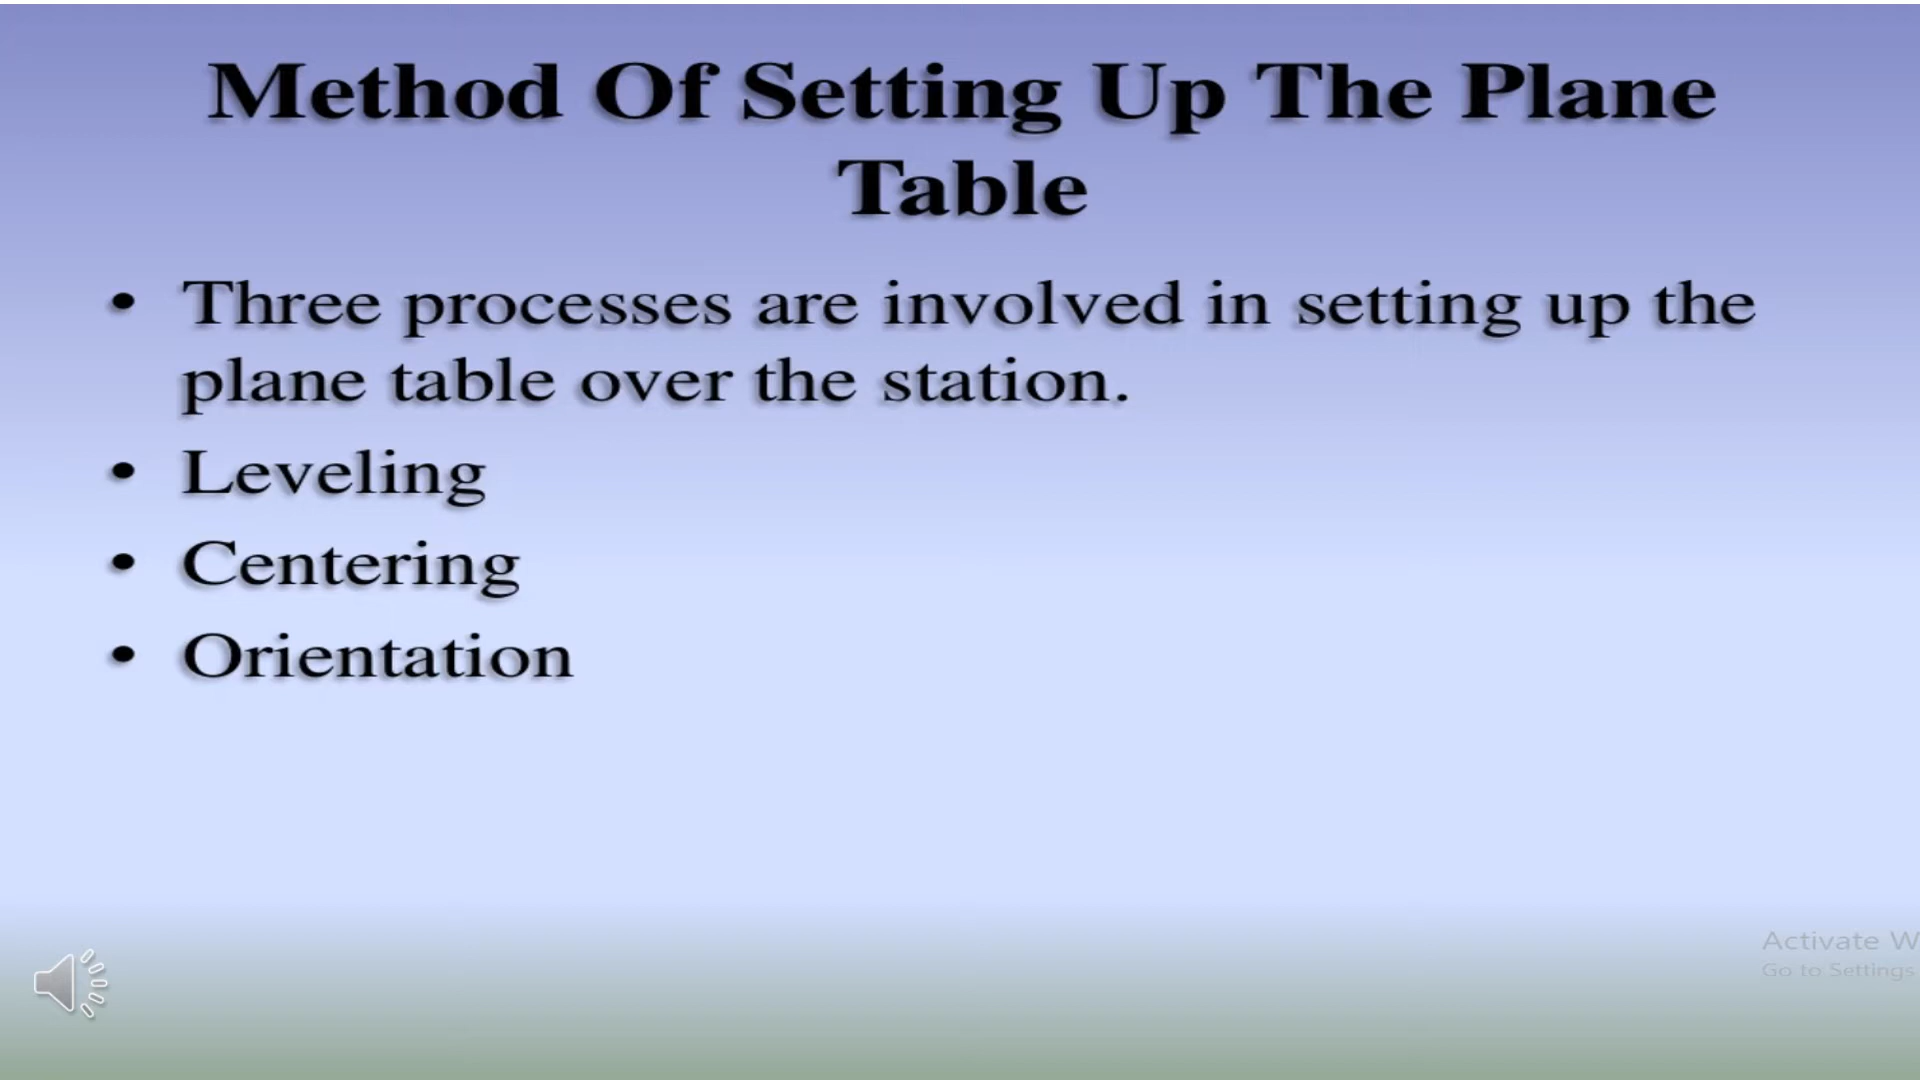 Method Of Setting Up The Plane
Table
• Three processes are involved in setting up the
plane table over the station.
• Leveling
• Centering
• Orientation
Activate W
Go to Settings